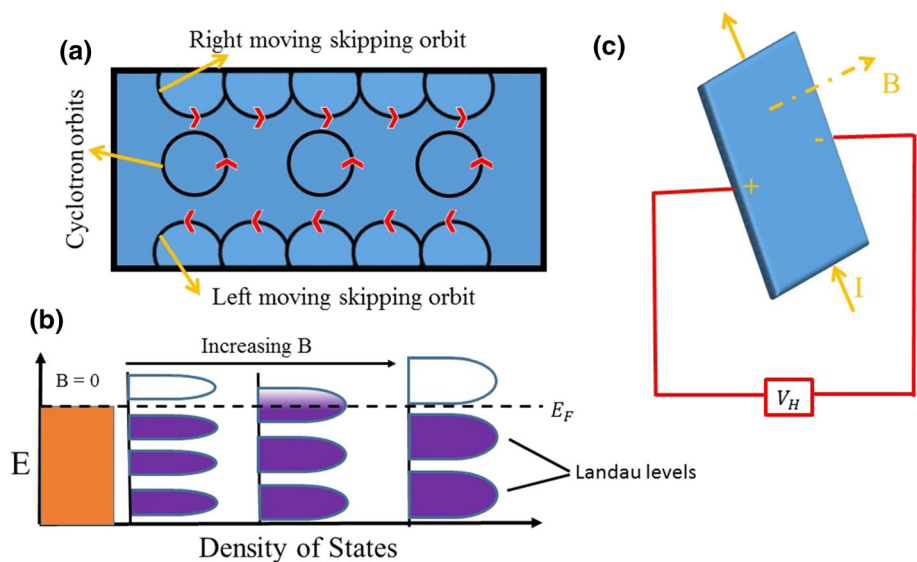 (a)
Right moving skipping orbit
Cyclotron orbits
Left moving skipping orbit
(b)
Increasing B
B = 0
E_F
E
Landau levels
Density of States
(c)
B
-
+
I
V_H